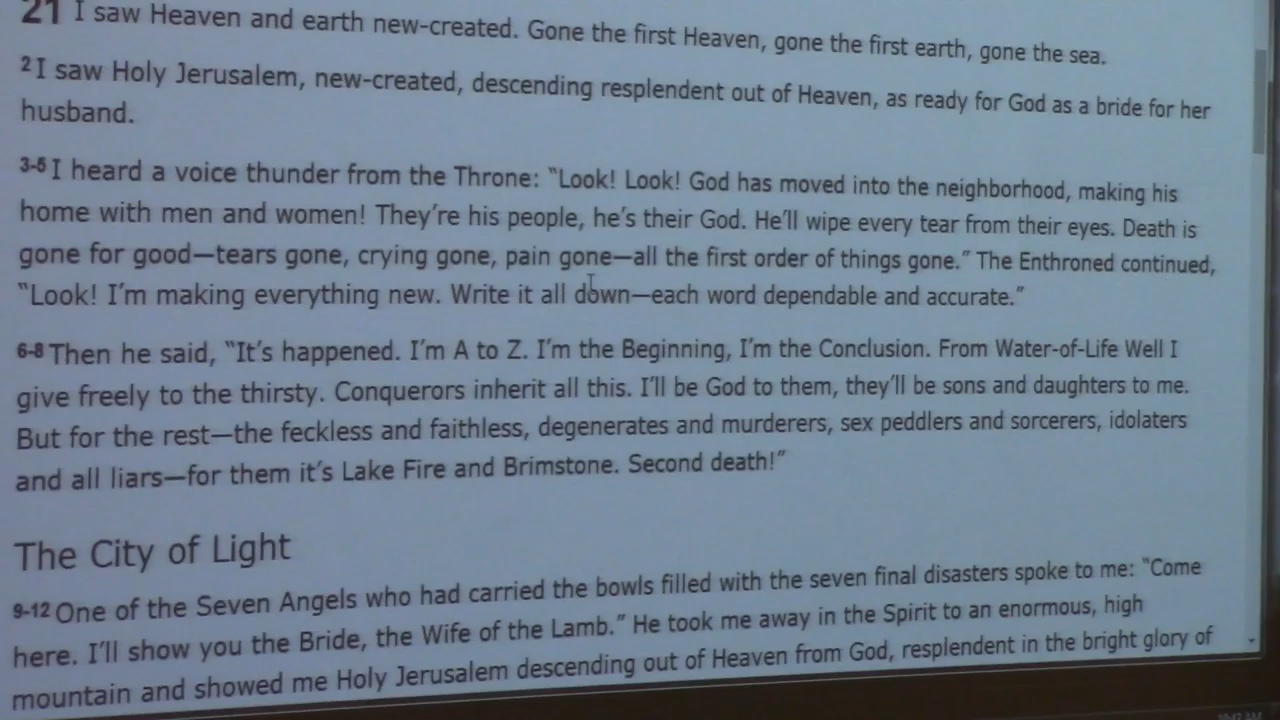 21 I saw Heaven and earth new-created. Gone the first Heaven, gone the first earth, gone the sea.
2 I saw Holy Jerusalem, new-created, descending resplendent out of Heaven, as ready for God as a bride for her
husband.
3-5 I heard a voice thunder from the Throne: “Look! Look! God has moved into the neighborhood, making his
home with men and women! They’re his people, he’s their God. He’ll wipe every tear from their eyes. Death is
gone for good—tears gone, crying gone, pain gone—all the first order of things gone.” The Enthroned continued,
“Look! I’m making everything new. Write it all down—each word dependable and accurate.”
6-8 Then he said, “It’s happened. I’m A to Z. I’m the Beginning, I’m the Conclusion. From Water-of-Life Well I
give freely to the thirsty. Conquerors inherit all this. I’ll be God to them, they’ll be sons and daughters to me.
But for the rest—the feckless and faithless, degenerates and murderers, sex peddlers and sorcerers, idolaters
and all liars—for them it’s Lake Fire and Brimstone. Second death!”
The City of Light
9-12 One of the Seven Angels who had carried the bowls filled with the seven final disasters spoke to me: “Come
here. I’ll show you the Bride, the Wife of the Lamb.” He took me away in the Spirit to an enormous, high
mountain and showed me Holy Jerusalem descending out of Heaven from God, resplendent in the bright glory of